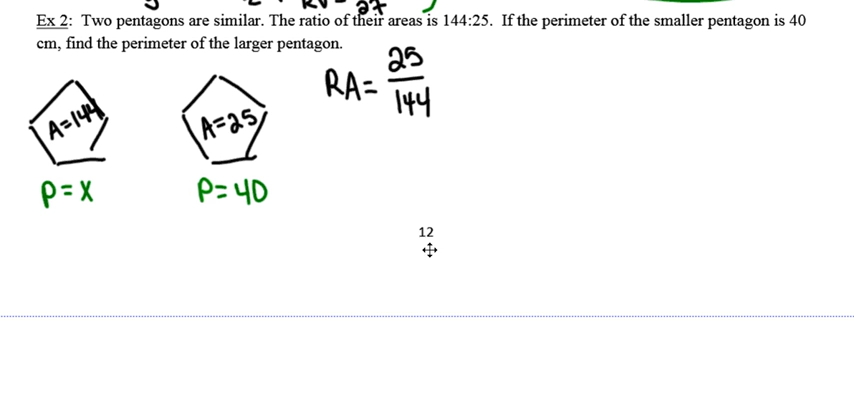 Ex 2: Two pentagons are similar. The ratio of their areas is 144:25. If the perimeter of the smaller pentagon is 40
cm, find the perimeter of the larger pentagon.
A=144
A=25
RA= 25/144
P=X
P=40
12